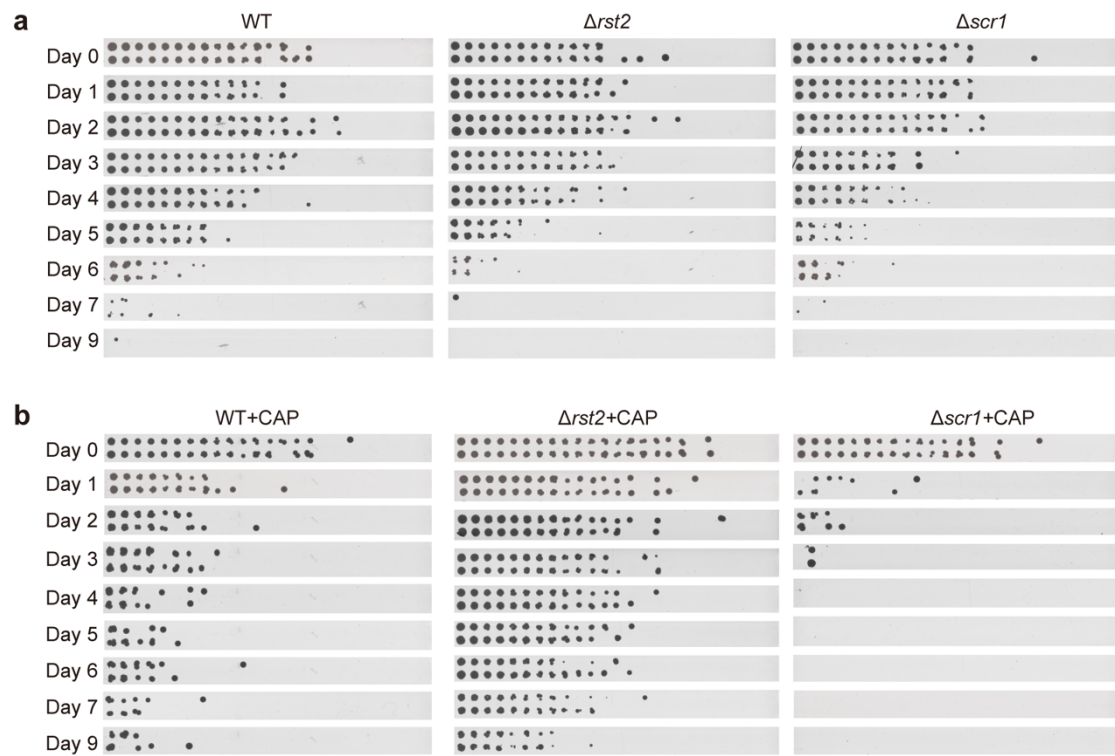 a
WT Δrst2 Δscr1
Day 0
Day 1
Day 2
Day 3
Day 4
Day 5
Day 6
Day 7
Day 9
b
WT+CAP Δrst2+CAP Δscr1+CAP
Day 0
Day 1
Day 2
Day 3
Day 4
Day 5
Day 6
Day 7
Day 9